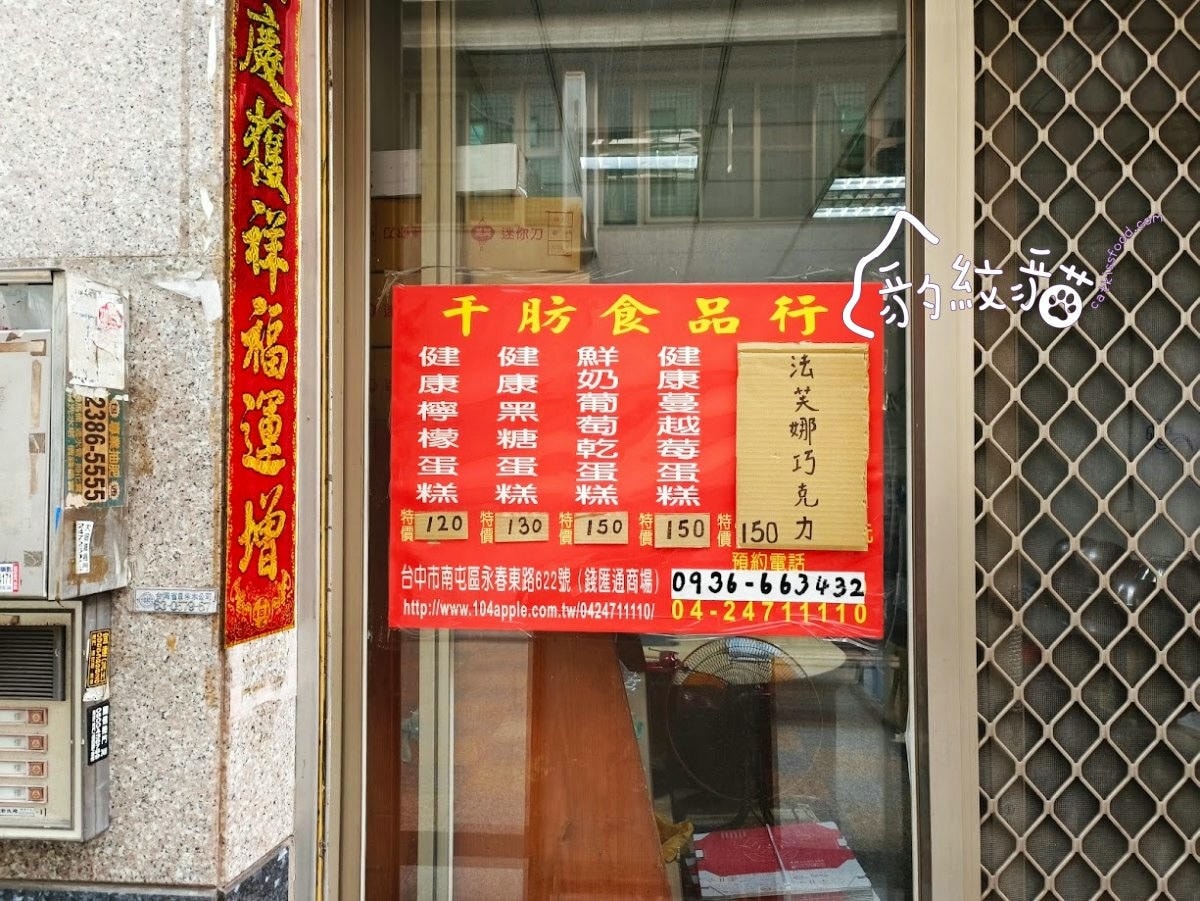 慶獲祥福運增
迷你刀
千肪食品行
健康檸檬蛋糕
特價 120
健康黑糖蛋糕
特價 130
鮮奶葡萄乾蛋糕
特價 150
健康蔓越莓蛋糕
特價 150
法芙娜巧克力
特價 150 元
預約電話
台中市南屯區永春東路622號（錢匯通商場）
0936-663432
http://www.104apple.com.tw/0424711110/
04-24711110
豹紋貓
2386-5555